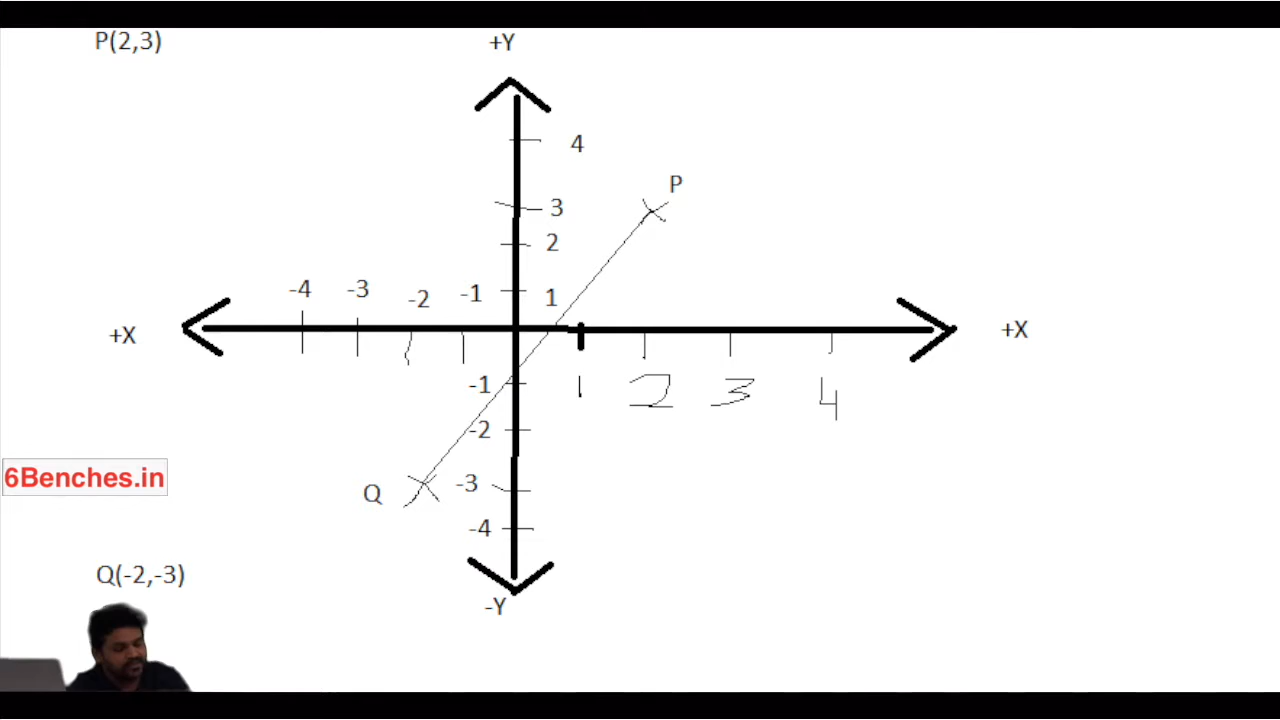 P(2,3)
+Y
4
P
3
2
-4 -3 -2 -1 1
+X +X
-1 1 2 3 4
-2
6Benches.in
Q -3
-4
Q(-2,-3)
-Y